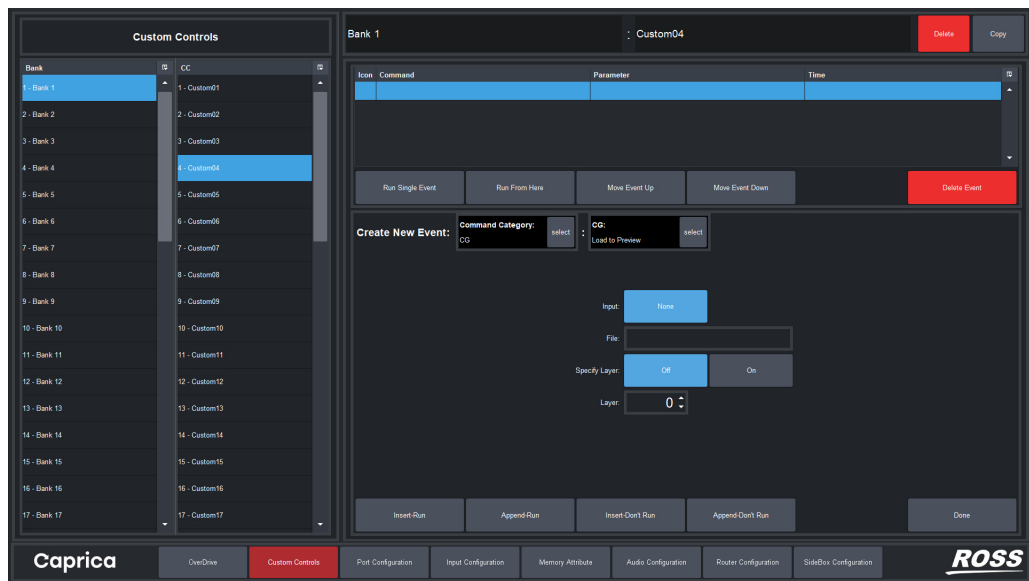 Custom Controls
Bank
CC
1 - Bank 1
1 - Custom01
2 - Bank 2
2 - Custom02
3 - Bank 3
3 - Custom03
4 - Bank 4
4 - Custom04
5 - Bank 5
5 - Custom05
6 - Bank 6
6 - Custom06
7 - Bank 7
7 - Custom07
8 - Bank 8
8 - Custom08
9 - Bank 9
9 - Custom09
10 - Bank 10
10 - Custom10
11 - Bank 11
11 - Custom11
12 - Bank 12
12 - Custom12
13 - Bank 13
13 - Custom13
14 - Bank 14
14 - Custom14
15 - Bank 15
15 - Custom15
16 - Bank 16
16 - Custom16
17 - Bank 17
17 - Custom17
Bank 1 : Custom04
Delete
Copy
Icon Command Parameter Time
Run Single Event
Run From Here
Move Event Up
Move Event Down
Delete Event
Create New Event:
Command Category:
CG
select
:
CG:
Load to Preview
select
Input: None
File:
Specify Layer: Off On
Layer: 0
Insert-Run
Append-Run
Insert-Don't Run
Append-Don't Run
Done
Caprica
OverDrive
Custom Controls
Port Configuration
Input Configuration
Memory Attribute
Audio Configuration
Router Configuration
SideBox Configuration
ROSS